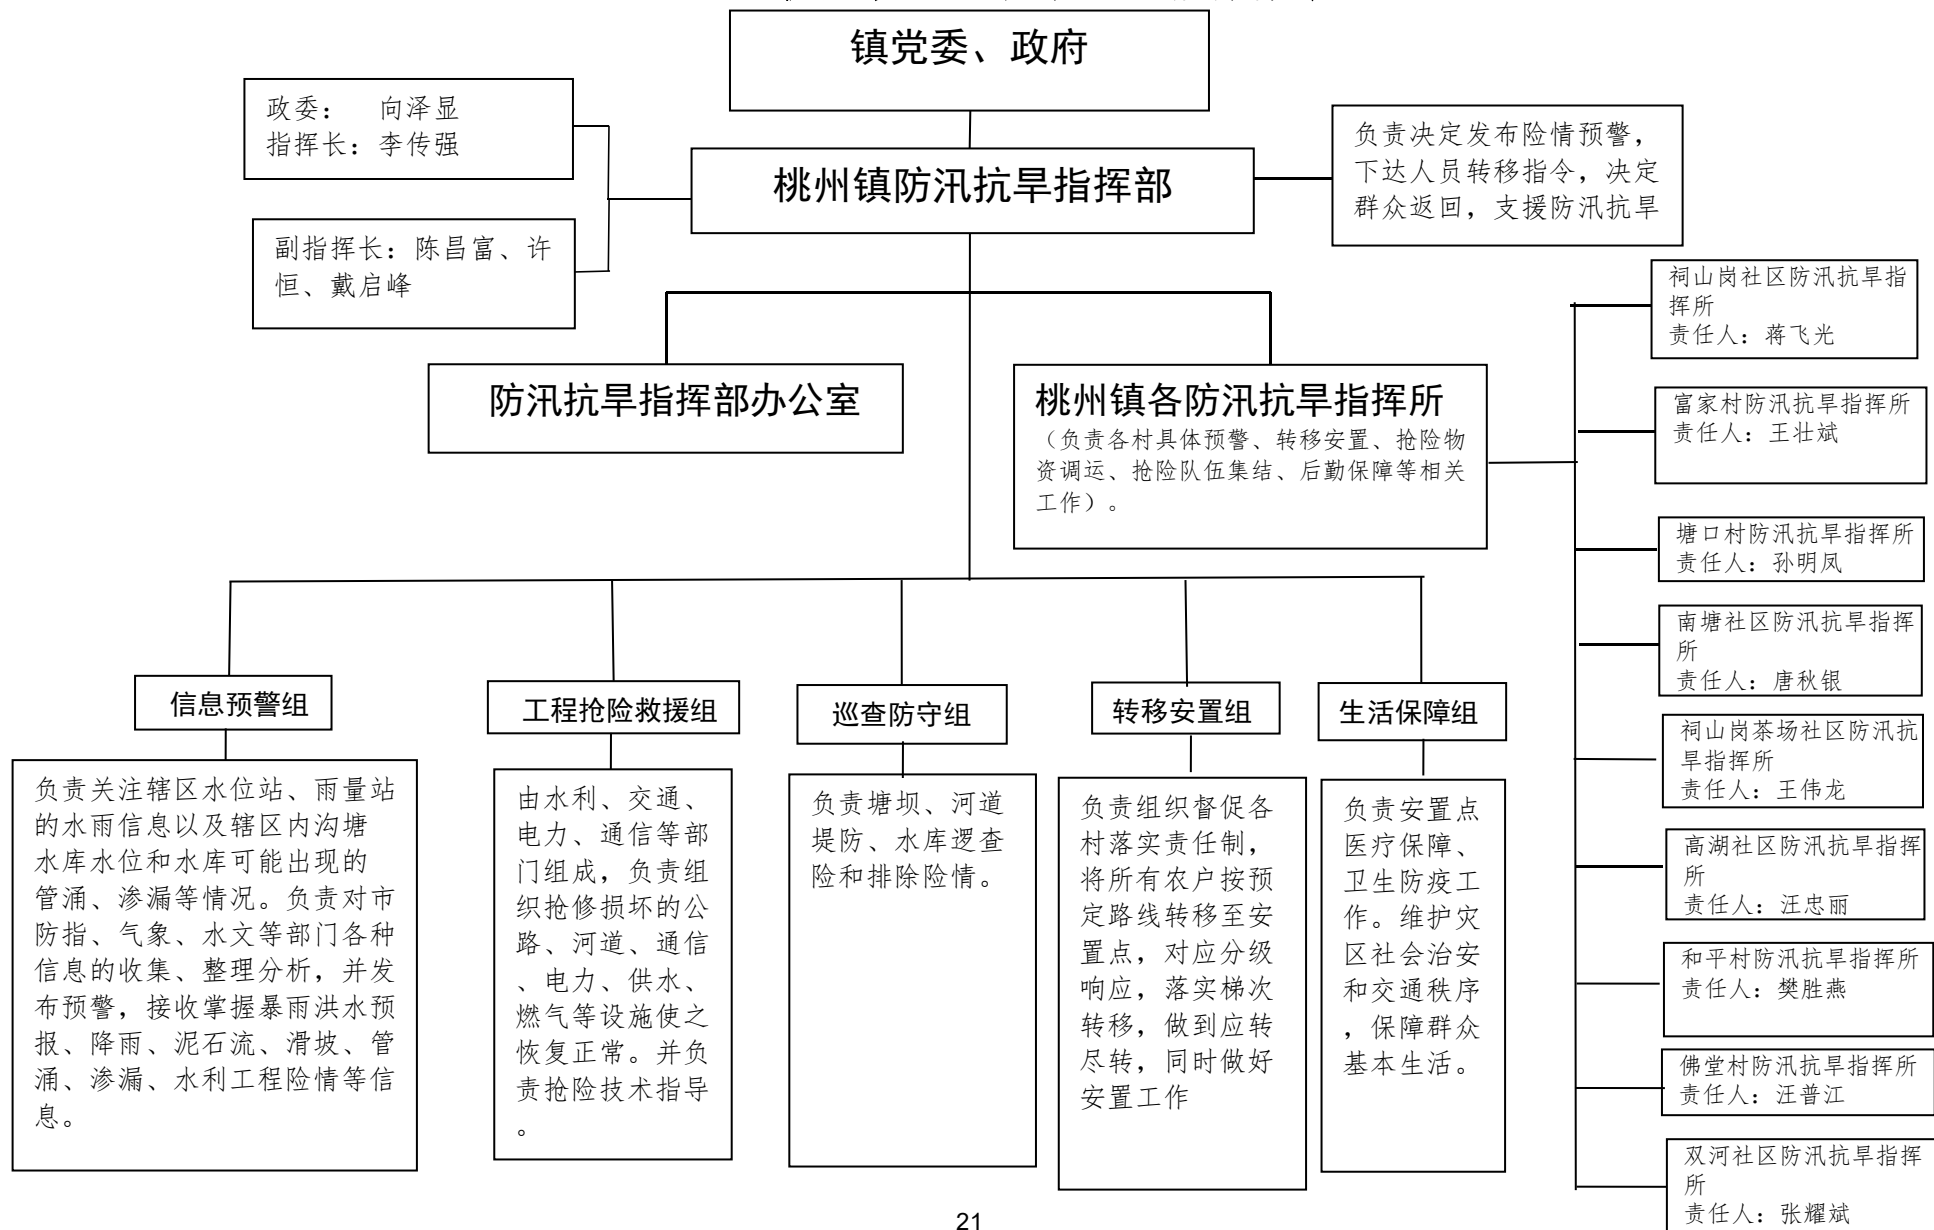 镇党委、政府
政委： 向泽显
指挥长：李传强
桃州镇防汛抗旱指挥部
负责决定发布险情预警，
下达人员转移指令，决定
群众返回，支援防汛抗旱
副指挥长：陈昌富、许
恒、戴启峰
防汛抗旱指挥部办公室
桃州镇各防汛抗旱指挥所
（负责各村具体预警、转移安置、抢险物
资调运、抢险队伍集结、后勤保障等相关
工作）。
祠山岗社区防汛抗旱指
挥所
责任人：蒋飞光
富家村防汛抗旱指挥所
责任人：王壮斌
塘口村防汛抗旱指挥所
责任人：孙明凤
南塘社区防汛抗旱指挥
所
责任人：唐秋银
祠山岗茶场社区防汛抗
旱指挥所
责任人：王伟龙
高湖社区防汛抗旱指挥
所
责任人：汪忠丽
和平村防汛抗旱指挥所
责任人：樊胜燕
佛堂村防汛抗旱指挥所
责任人：汪普江
双河社区防汛抗旱指挥
所
责任人：张耀斌
信息预警组
负责关注辖区水位站、雨量站
的水雨信息以及辖区内沟塘
水库水位和水库可能出现的
管涌、渗漏等情况。负责对市
防指、气象、水文等部门各种
信息的收集、整理分析，并发
布预警，接收掌握暴雨洪水预
报、降雨、泥石流、滑坡、管
涌、渗漏、水利工程险情等信
息。
工程抢险救援组
由水利、交通、
电力、通信等部
门组成，负责组
织抢修损坏的公
路、河道、通信
、电力、供水、
燃气等设施使之
恢复正常。并负
责抢险技术指导
。
巡查防守组
负责塘坝、河道
堤防、水库逻查
险和排除险情。
转移安置组
负责组织督促各
村落实责任制，
将所有农户按预
定路线转移至安
置点，对应分级
响应，落实梯次
转移，做到应转
尽转，同时做好
安置工作
生活保障组
负责安置点
医疗保障、
卫生防疫工
作。维护灾
区社会治安
和交通秩序
，保障群众
基本生活。
21